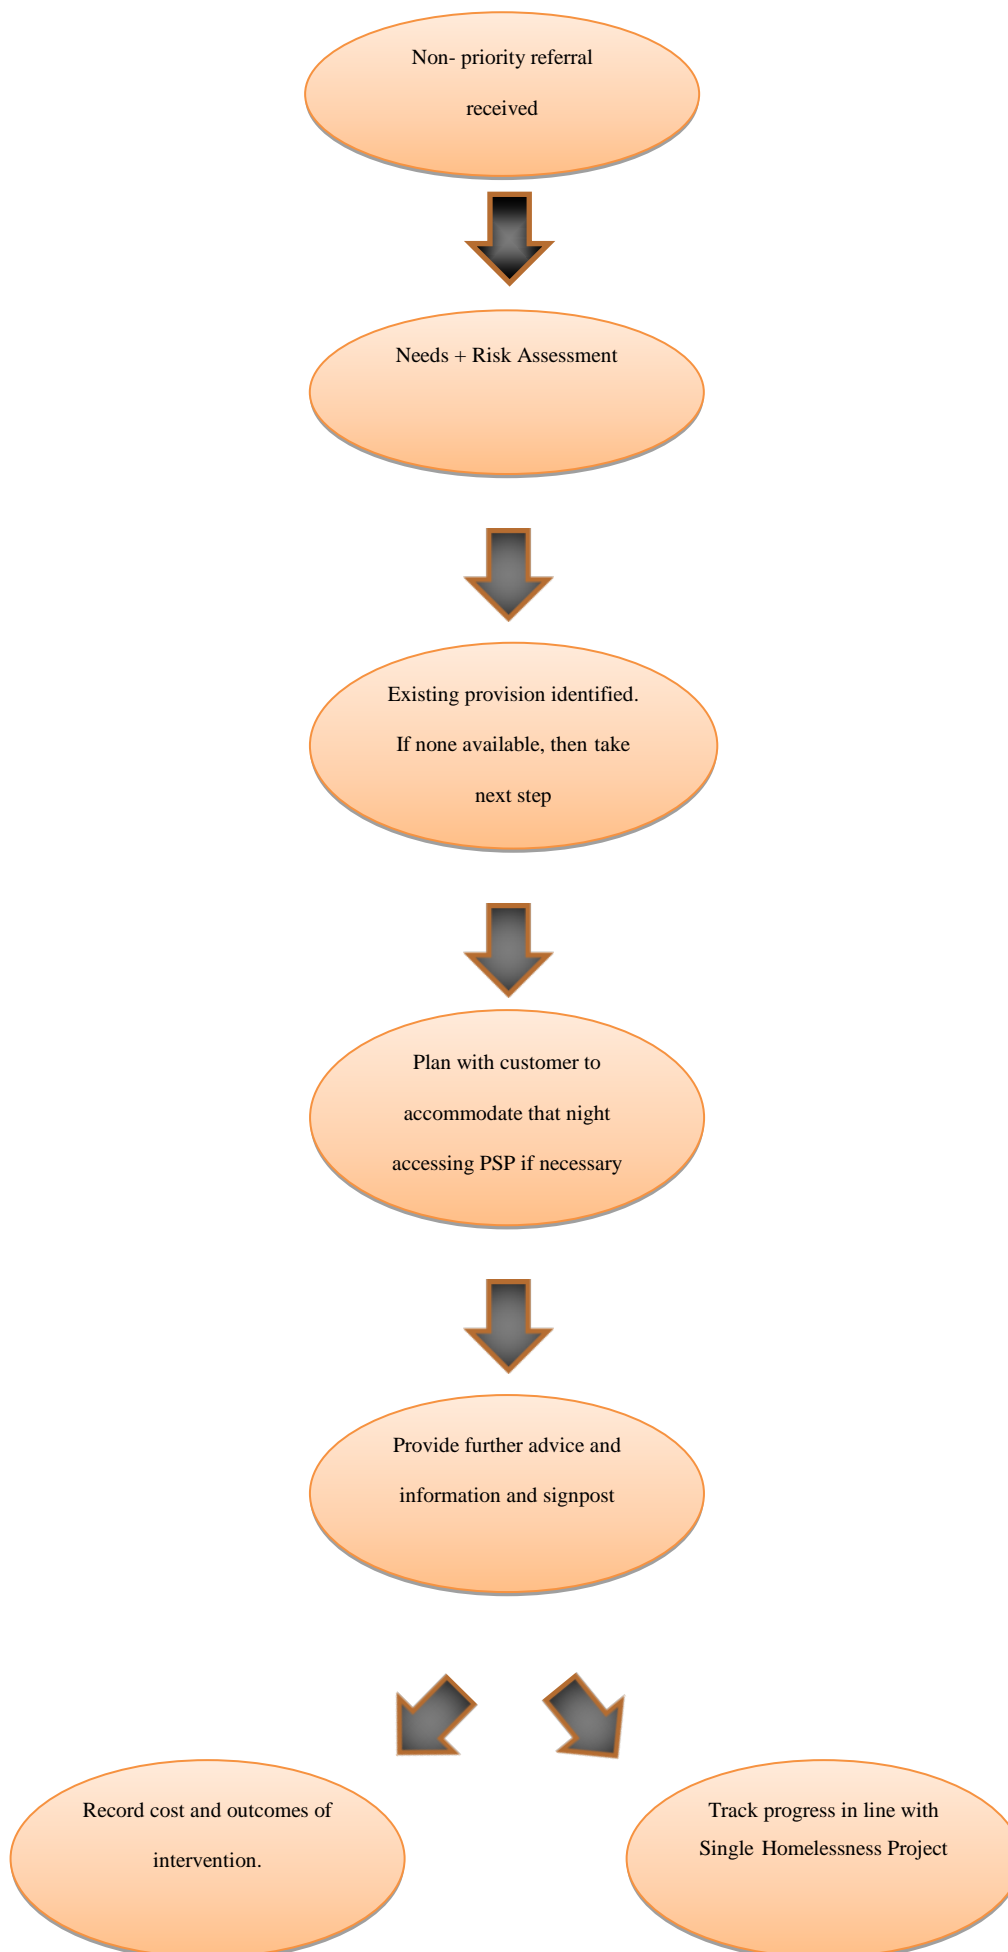 Non- priority referral
received
Needs + Risk Assessment
Existing provision identified.
If none available, then take
next step
Plan with customer to
accommodate that night
accessing PSP if necessary
Provide further advice and
information and signpost
Record cost and outcomes of
intervention.
Track progress in line with
Single Homelessness Project